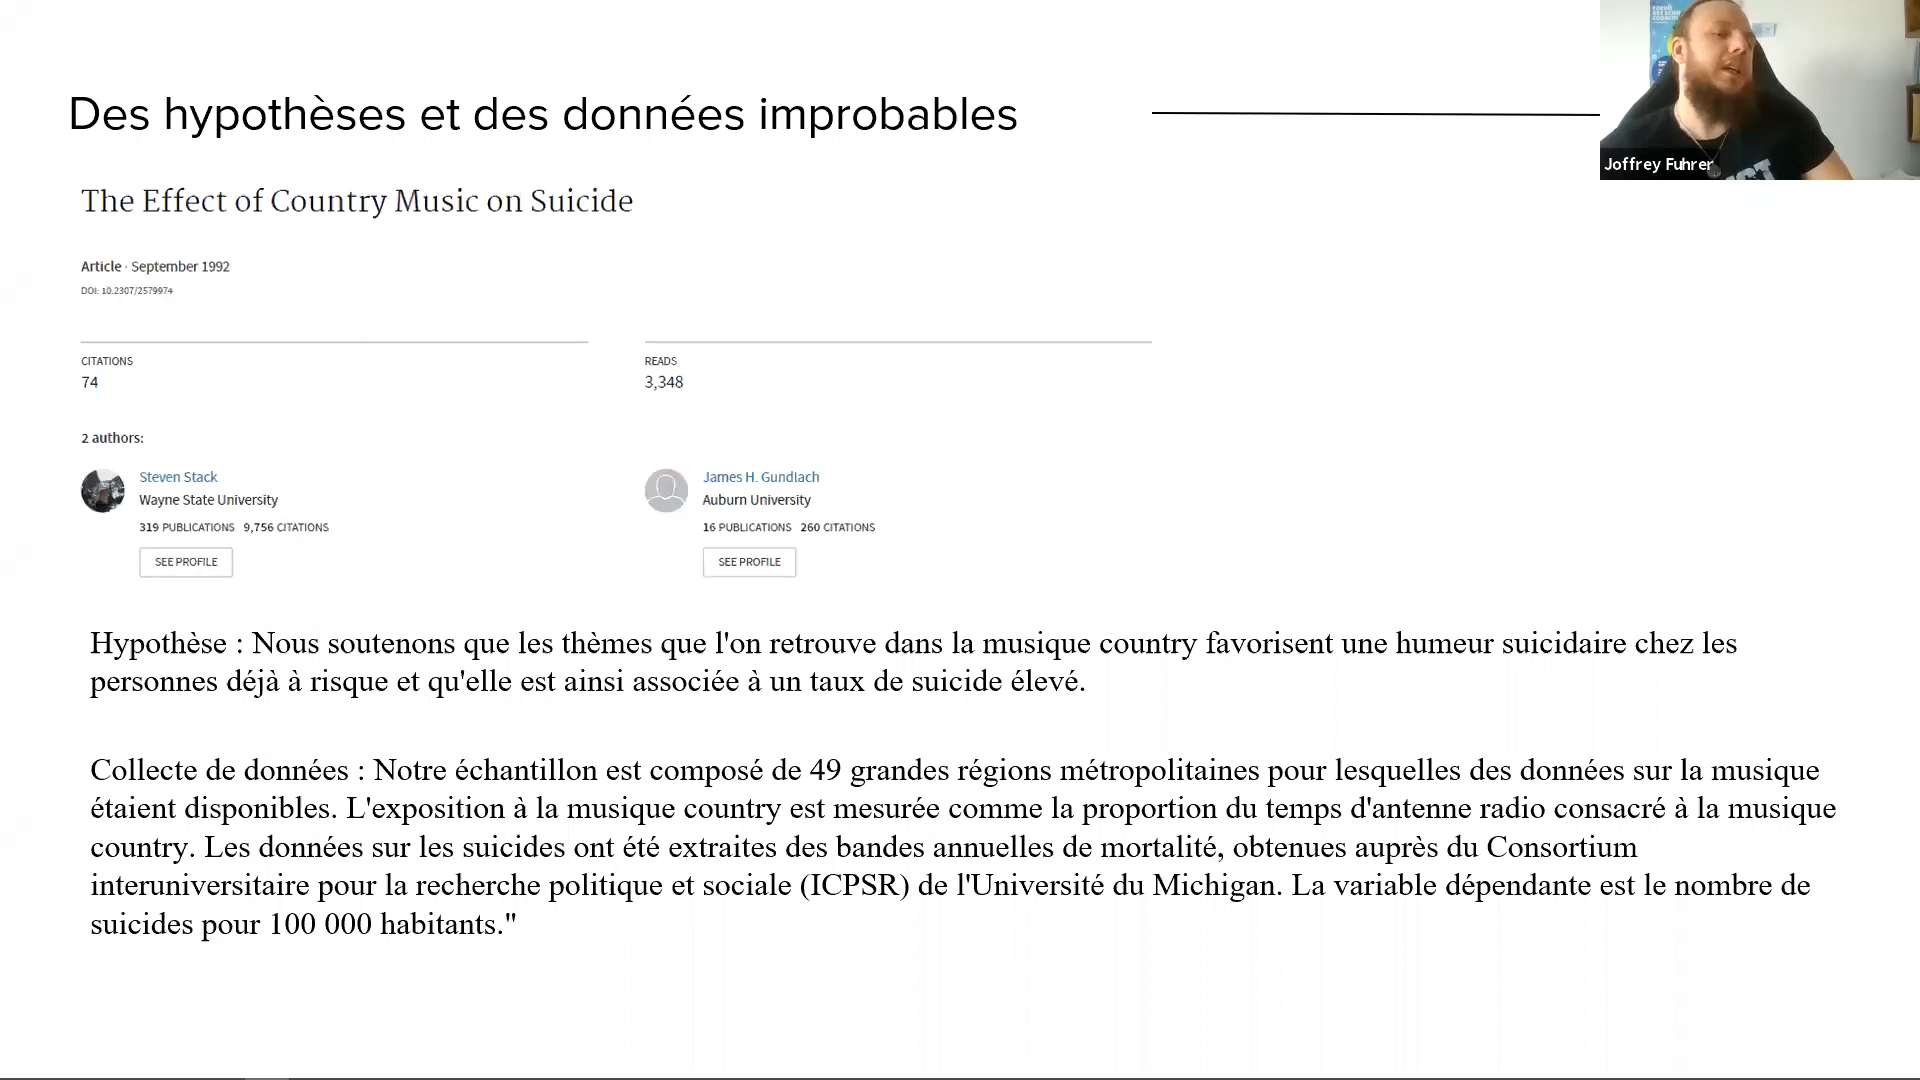 FORUM
DES SCIENCES
COGNITIVES
Des hypothèses et des données improbables
Joffrey Fuhrer
The Effect of Country Music on Suicide
Article · September 1992
DOI: 10.2307/2579974
CITATIONS
74
READS
3,348
2 authors:
Steven Stack
Wayne State University
319 PUBLICATIONS 9,756 CITATIONS
SEE PROFILE
James H. Gundlach
Auburn University
16 PUBLICATIONS 260 CITATIONS
SEE PROFILE
Hypothèse : Nous soutenons que les thèmes que l'on retrouve dans la musique country favorisent une humeur suicidaire chez les
personnes déjà à risque et qu'elle est ainsi associée à un taux de suicide élevé.
Collecte de données : Notre échantillon est composé de 49 grandes régions métropolitaines pour lesquelles des données sur la musique
étaient disponibles. L'exposition à la musique country est mesurée comme la proportion du temps d'antenne radio consacré à la musique
country. Les données sur les suicides ont été extraites des bandes annuelles de mortalité, obtenues auprès du Consortium
interuniversitaire pour la recherche politique et sociale (ICPSR) de l'Université du Michigan. La variable dépendante est le nombre de
suicides pour 100 000 habitants."